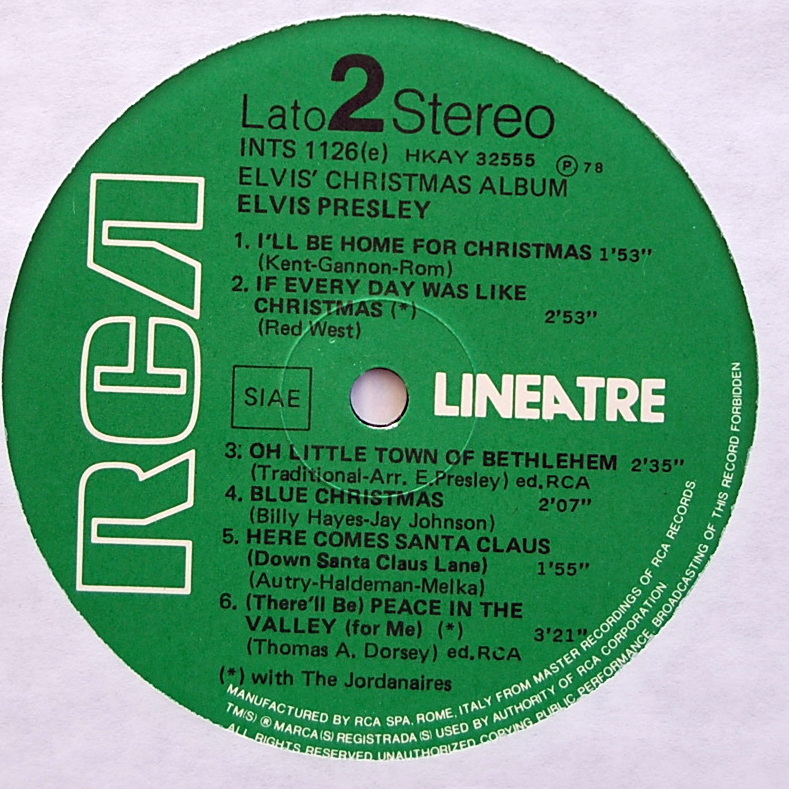 Lato 2 Stereo
INTS 1126(e) HKAY 32555 Ⓟ 78
ELVIS' CHRISTMAS ALBUM
ELVIS PRESLEY
1. I'LL BE HOME FOR CHRISTMAS 1'53"
(Kent-Gannon-Rom)
2. IF EVERY DAY WAS LIKE
CHRISTMAS (*) 2'53"
(Red West)
RCA
SIAE
LINEATRE
3. OH LITTLE TOWN OF BETHLEHEM 2'35"
(Traditional-Arr. E Presley) ed.RCA
4. BLUE CHRISTMAS 2'07"
(Billy Hayes-Jay Johnson)
5. HERE COMES SANTA CLAUS
(Down Santa Claus Lane) 1'55"
(Autry-Haldeman-Melka)
6. (There'll Be) PEACE IN THE
VALLEY (for Me) (*) 3'21"
(Thomas A. Dorsey) ed.RCA
(*) with The Jordanaires
MANUFACTURED BY RCA SPA, ROME, ITALY FROM MASTER RECORDINGS OF RCA RECORDS
TM(S) ® MARCA(S) REGISTRADA(S) USED BY AUTHORITY OF RCA CORPORATION
ALL RIGHTS RESERVED UNAUTHORIZED COPYING PUBLIC PERFORMANCE, BROADCASTING OF THIS RECORD FORBIDDEN